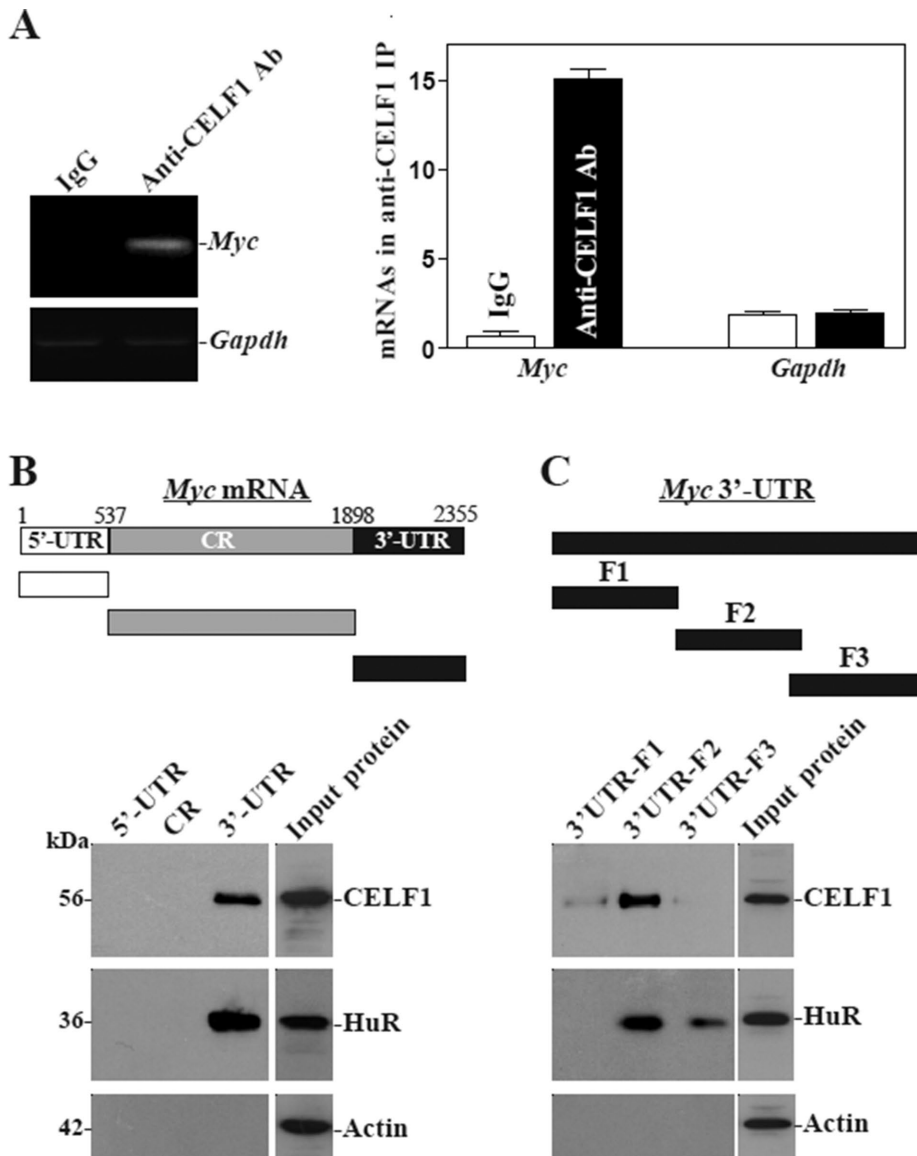 A
IgG
Anti-CELF1 Ab
-Myc
-Gapdh
mRNAs in anti-CELF1 IP
15
10
5
0
IgG
Anti-CELF1 Ab
Myc
Gapdh
B
Myc mRNA
1 537 1898 2355
5’-UTR CR 3’-UTR
5’-UTR
CR
3’-UTR
Input protein
kDa
56-
-CELF1
36-
-HuR
42-
-Actin
C
Myc 3’-UTR
F1
F2
F3
3’UTR-F1
3’UTR-F2
3’UTR-F3
Input protein
-CELF1
-HuR
-Actin